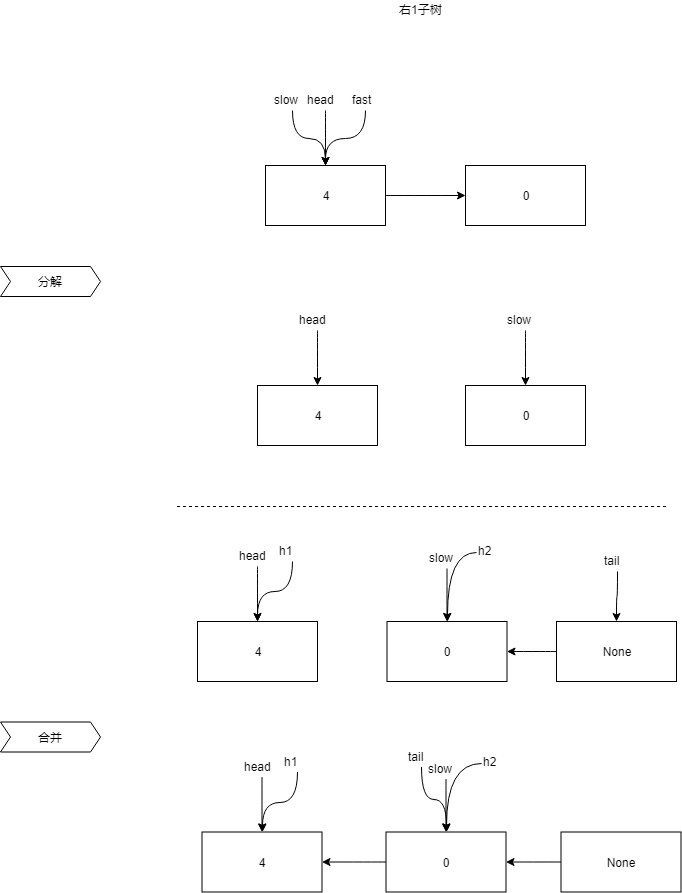 右1子树
slow head fast
4 0
分解
head slow
4 0
head h1 slow h2 tail
4 0 None
合并
head h1 tail slow h2
4 0 None